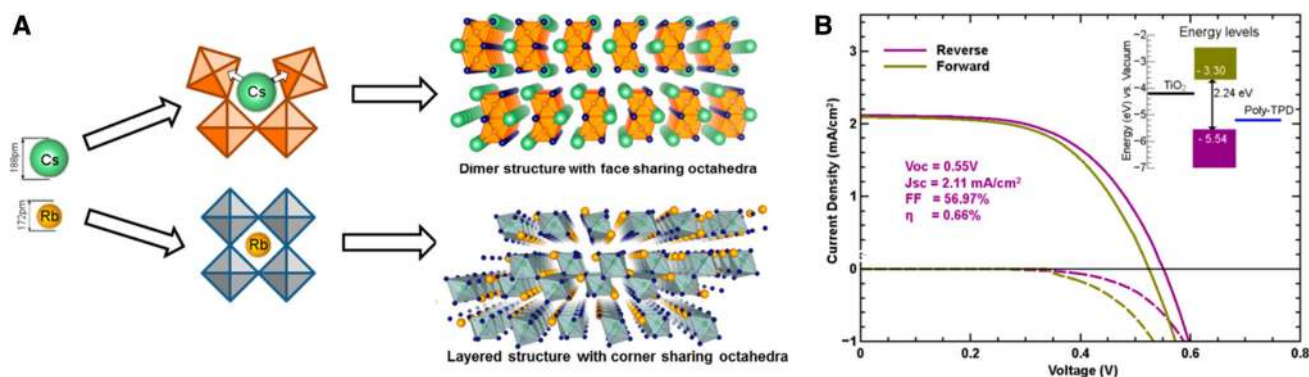 A
Cs
188pm
Cs
Dimer structure with face sharing octahedra
172pm
Rb
Rb
Layered structure with corner sharing octahedra
B
Reverse
Forward
Energy levels
Energy (eV) vs. Vacuum
−2
−3
−4
−5
−6
−7
TiO₂
- 3.30
2.24 eV
- 5.54
Poly-TPD
Voc = 0.55V
Jsc = 2.11 mA/cm²
FF = 56.97%
η = 0.66%
Current Density (mA/cm²)
3
2
1
0
−1
0
0.2
0.4
0.6
0.8
Voltage (V)